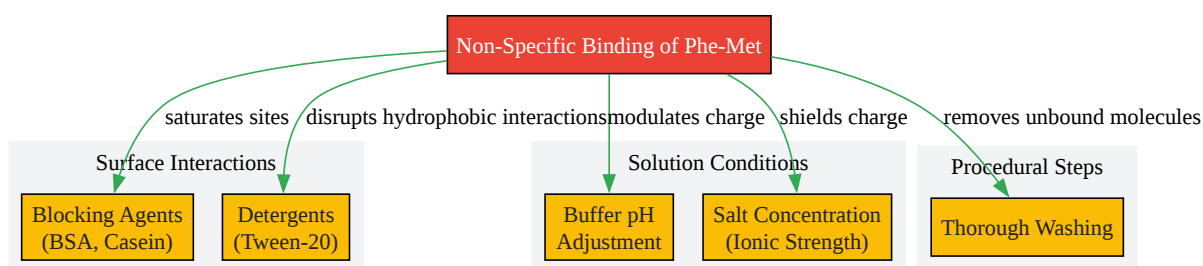 Non-Specific Binding of Phe-Met
saturates sites
disrupts hydrophobic interactions
modulates charge
shields charge
removes unbound molecules
Surface Interactions
Solution Conditions
Procedural Steps
Blocking Agents
(BSA, Casein)
Detergents
(Tween-20)
Buffer pH
Adjustment
Salt Concentration
(Ionic Strength)
Thorough Washing